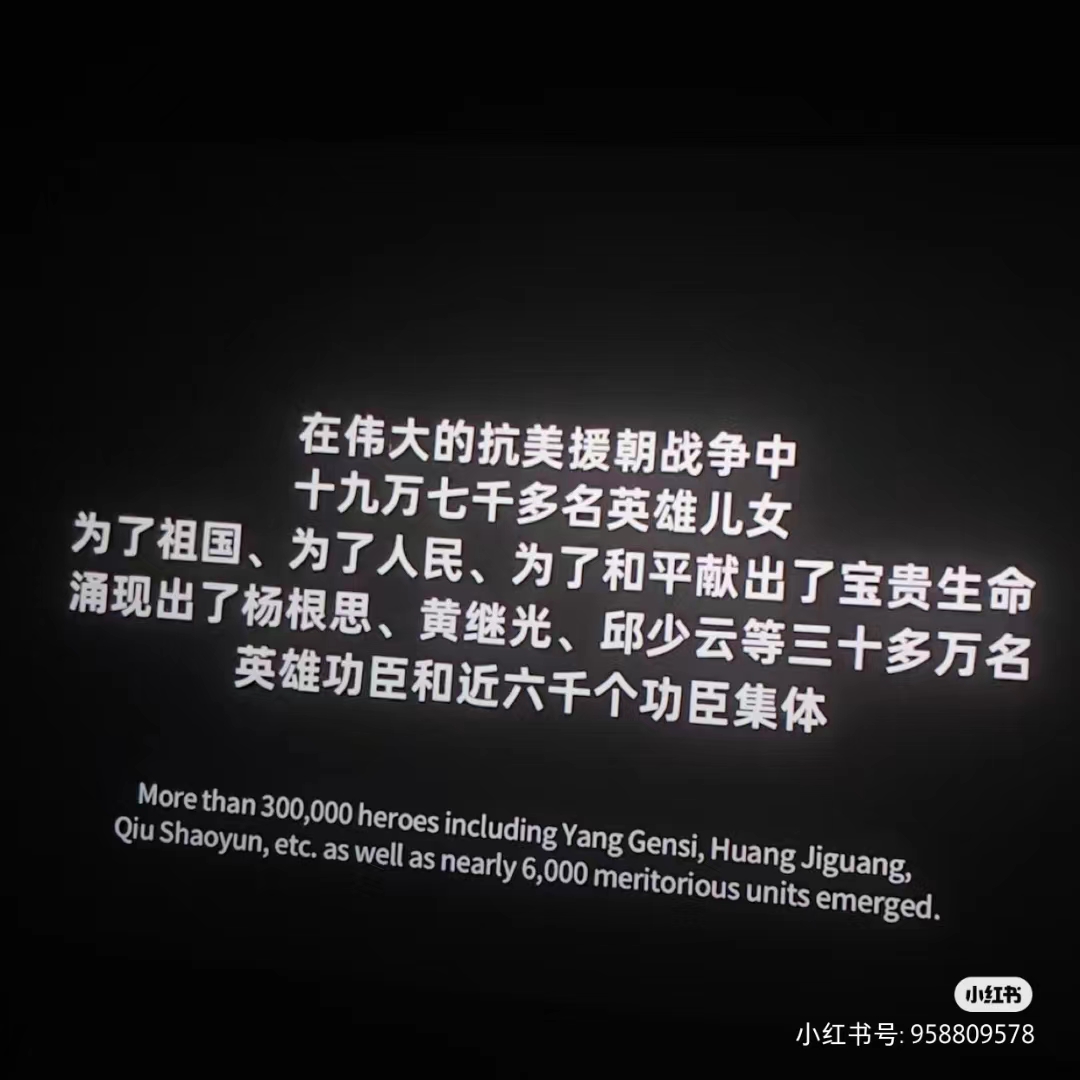 在伟大的抗美援朝战争中
十九万七千多名英雄儿女
为了祖国、为了人民、为了和平献出了宝贵生命
涌现出了杨根思、黄继光、邱少云等三十多万名
英雄功臣和近六千个功臣集体
More than 300,000 heroes including Yang Gensi, Huang Jiguang,
Qiu Shaoyun, etc. as well as nearly 6,000 meritorious units emerged.
小红书
小红书号: 958809578